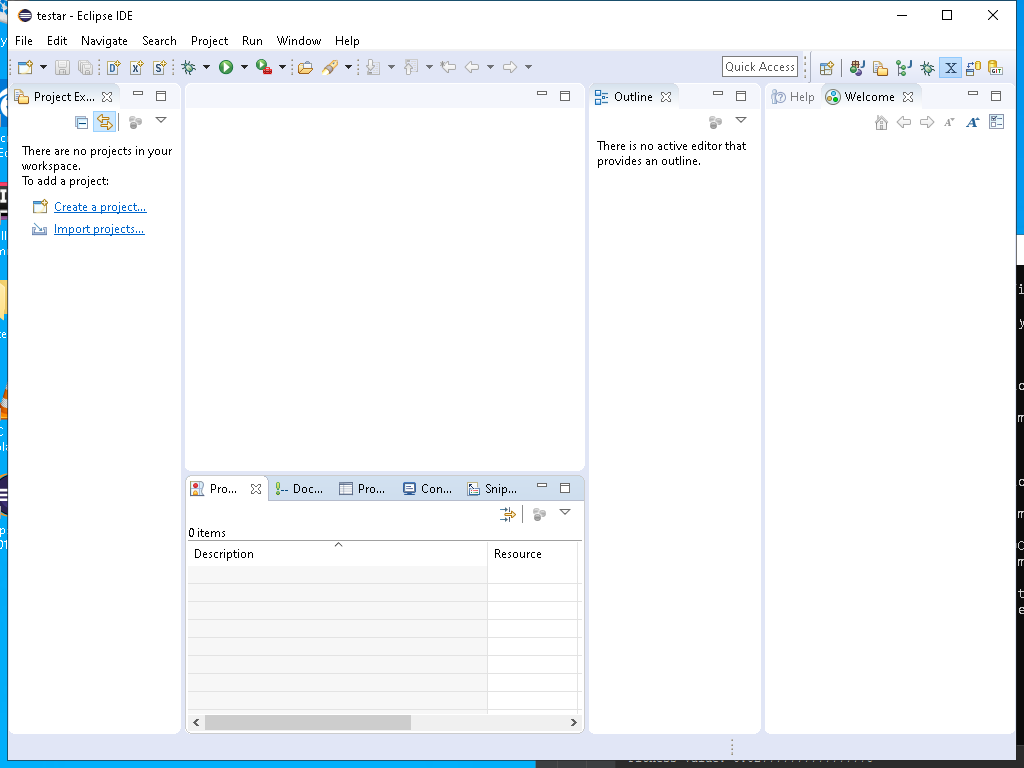 testar - Eclipse IDE
File Edit Navigate Search Project Run Window Help
Quick Access
Project Ex...
Outline
Help
Welcome
There are no projects in your
workspace.
To add a project:
Create a project...
Import projects...
There is no active editor that
provides an outline.
Pro...
Doc...
Pro...
Con...
Snip...
0 items
Description
Resource